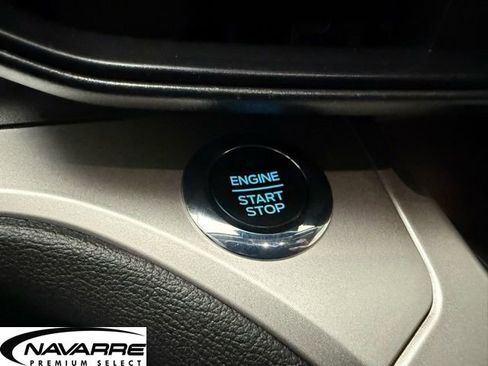 ENGINE
START
STOP
NAVARRE
PREMIUM SELECT